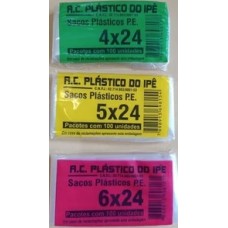 A.C. PLÁSTICO DO IPÊ
Sacos Plásticos P.E.
4x24
Pacotes com 100 unidades
A.C. PLÁSTICO DO IPÊ
Sacos Plásticos P.E.
5x24
Pacotes com 100 unidades
A.C. PLÁSTICO DO IPÊ
Sacos Plásticos P.E.
6x24
Pacotes com 100 unidades